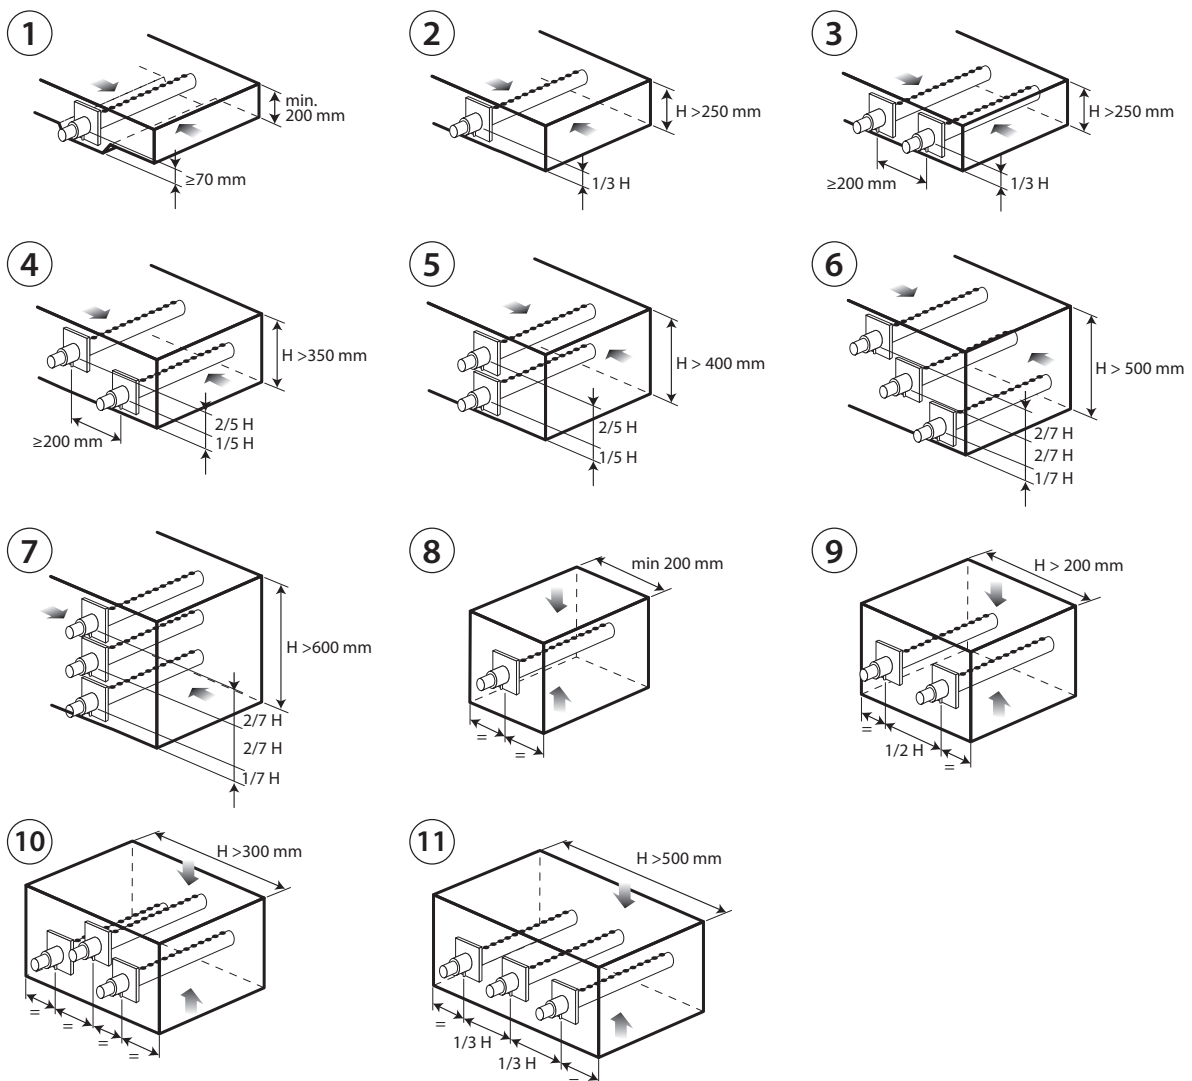 1
min.
200 mm
≥70 mm
2
H >250 mm
1/3 H
3
H >250 mm
≥200 mm
1/3 H
4
H >350 mm
2/5 H
1/5 H
≥200 mm
5
H > 400 mm
2/5 H
1/5 H
6
H > 500 mm
2/7 H
2/7 H
1/7 H
7
H >600 mm
2/7 H
2/7 H
1/7 H
8
min 200 mm
=
=
9
H > 200 mm
=
1/2 H
=
10
H >300 mm
=
=
=
=
11
H >500 mm
=
1/3 H
1/3 H
=